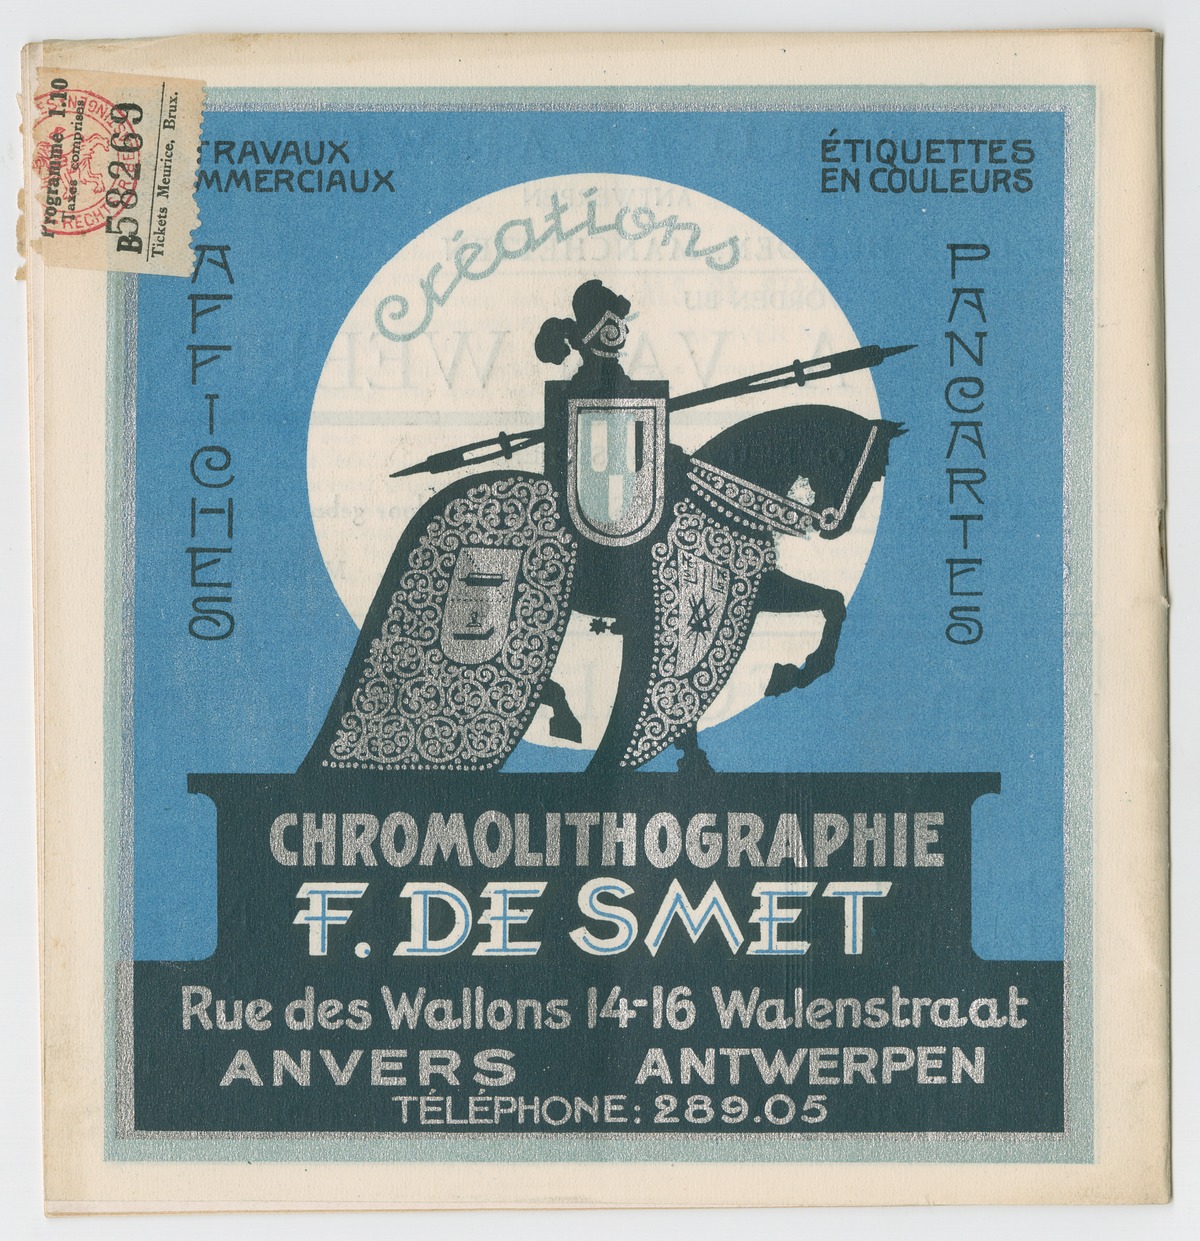 Programme 1.10
Taxes comprises
B58269
Tickets Meurice, Brux.
TRAVAUX
MMERCIAUX
ÉTIQUETTES
EN COULEURS
Créations
AFFICHES
PANCARTES
CHROMOLITHOGRAPHIE
F. DE SMET
Rue des Wallons 14-16 Walenstraat
ANVERS ANTWERPEN
TÉLÉPHONE: 289.05